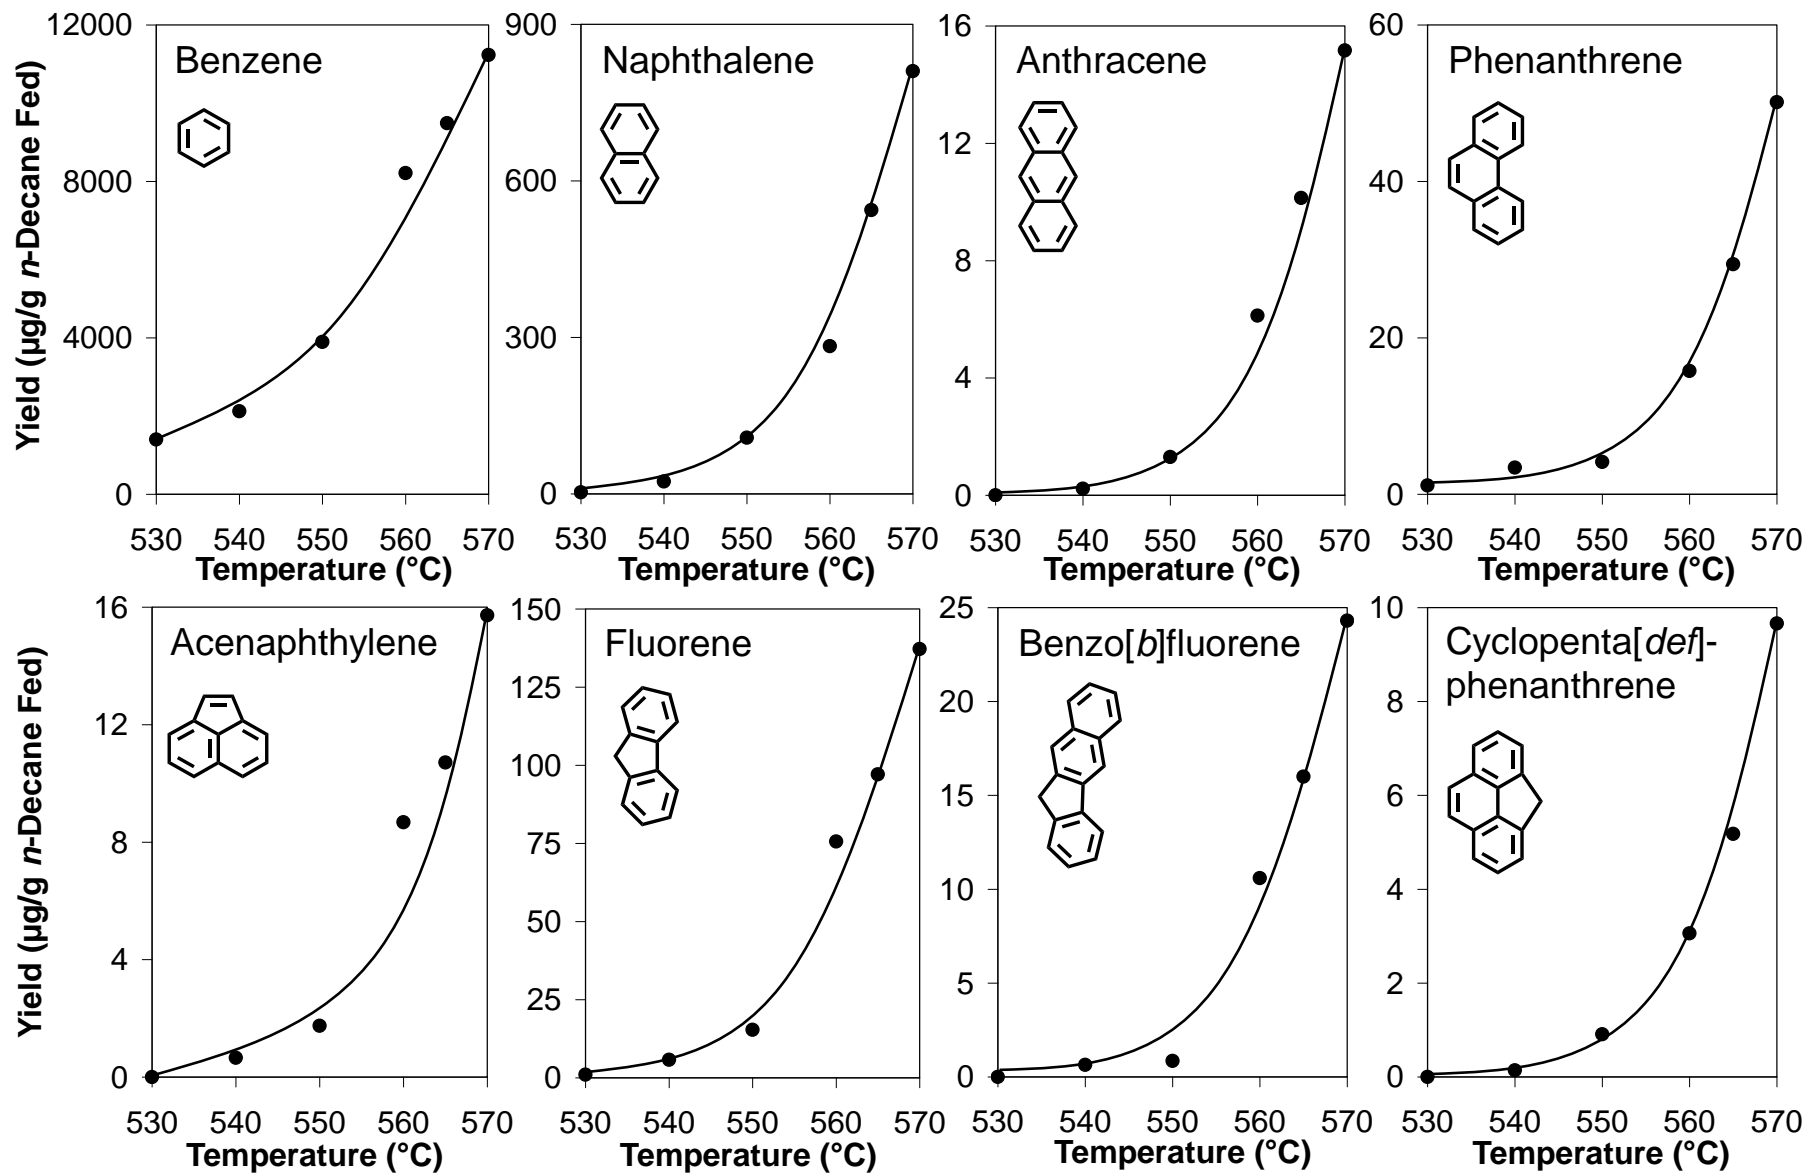 Yield (µg/g n-Decane Fed)
12000
8000
4000
0
Benzene
530 540 550 560 570
Temperature (°C)
900
600
300
0
Naphthalene
530 540 550 560 570
Temperature (°C)
16
12
8
4
0
Anthracene
530 540 550 560 570
Temperature (°C)
60
40
20
0
Phenanthrene
530 540 550 560 570
Temperature (°C)
Yield (µg/g n-Decane Fed)
16
12
8
4
0
Acenaphthylene
530 540 550 560 570
Temperature (°C)
150
125
100
75
50
25
0
Fluorene
530 540 550 560 570
Temperature (°C)
25
20
15
10
5
0
Benzo[b]fluorene
530 540 550 560 570
Temperature (°C)
10
8
6
4
2
0
Cyclopenta[def]-
phenanthrene
530 540 550 560 570
Temperature (°C)